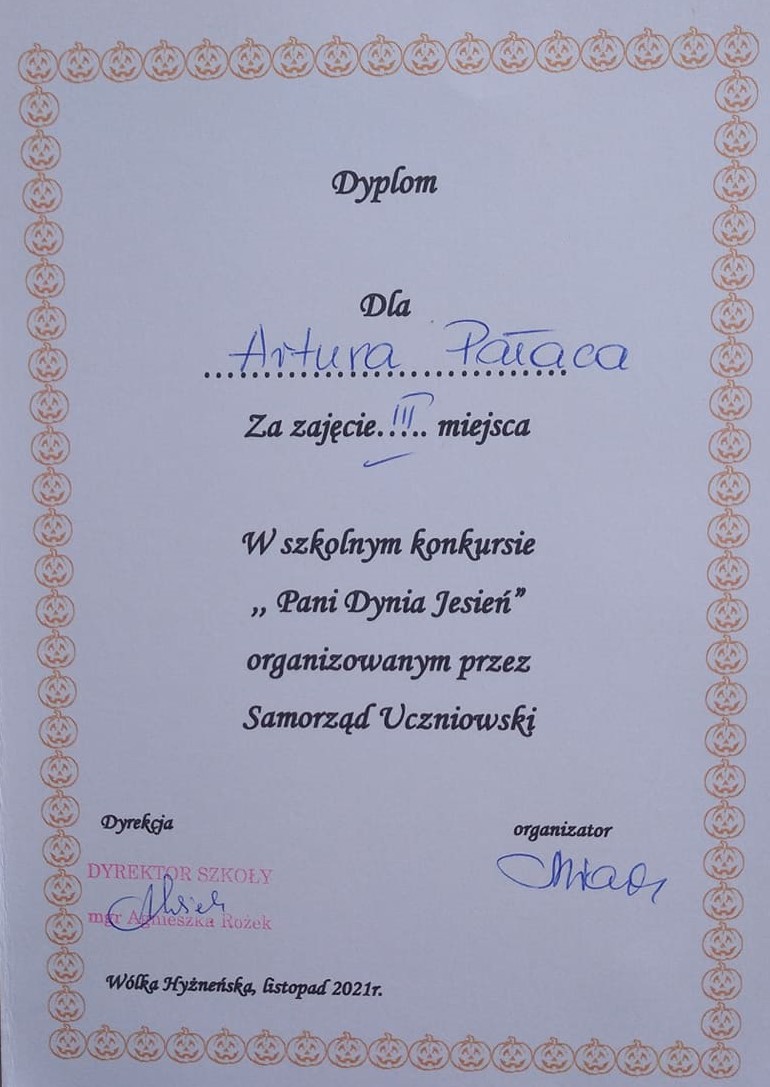 Dyplom
Dla
Artura Pałaca
Za zajęcie.III.. miejsca
W szkolnym konkursie
,, Pani Dynia Jesień”
organizowanym przez
Samorząd Uczniowski
Dyrekcja
organizator
DYREKTOR SZKOŁY
mgr Agnieszka Rożek
Wólka Hyżneńska, listopad 2021r.